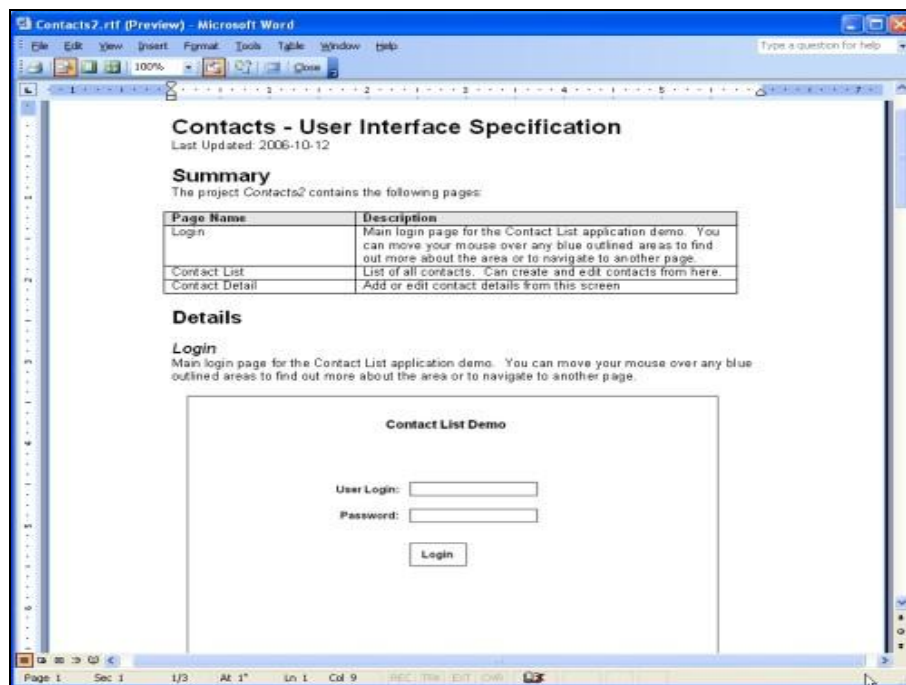 Contacts2.rtf (Preview) - Microsoft Word
File Edit View Insert Format Tools Table Window Help
Type a question for help
100% Close
1 1 2 3 4 5 7
Contacts - User Interface Specification
Last Updated: 2006-10-12
Summary
The project Contacts2 contains the following pages:
Page Name Description
Login Main login page for the Contact List application demo. You
can move your mouse over any blue outlined areas to find
out more about the area or to navigate to another page.
Contact List List of all contacts. Can create and edit contacts from here.
Contact Detail Add or edit contact details from this screen
Details
Login
Main login page for the Contact List application demo. You can move your mouse over any blue
outlined areas to find out more about the area or to navigate to another page.
Contact List Demo
User Login:
Password:
Login
Page 1 Sec 1 1/3 At 1" Ln 1 Col 9 REC TRK EXT OVR